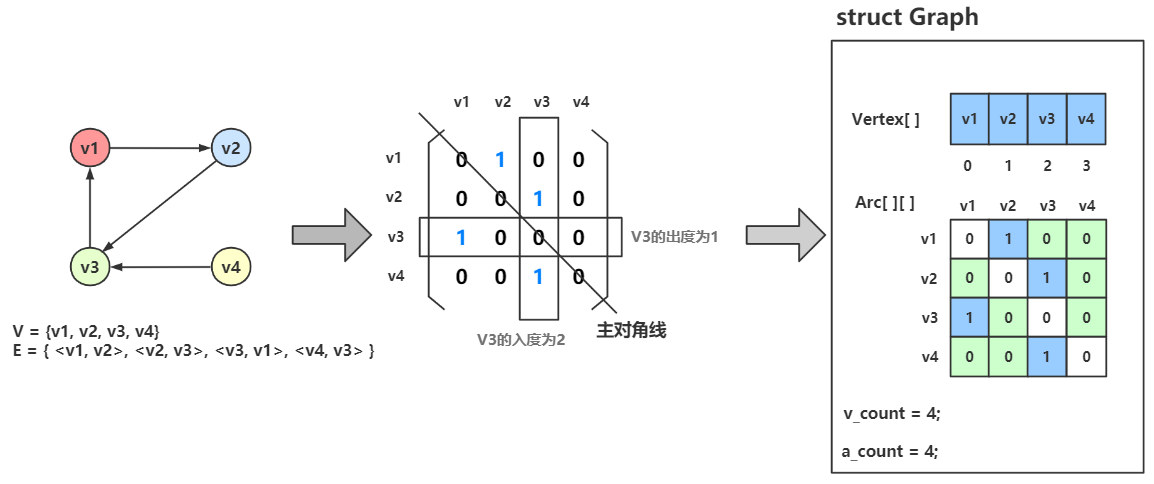 struct Graph
v1 v2
v3 v4
V = {v1, v2, v3, v4}
E = { <v1, v2>, <v2, v3>, <v3, v1>, <v4, v3> }
v1 v2 v3 v4
v1 0 1 0 0
v2 0 0 1 0
v3 1 0 0 0
v4 0 0 1 0
V3的出度为1
主对角线
V3的入度为2
Vertex[ ] v1 v2 v3 v4
0 1 2 3
Arc[ ][ ] v1 v2 v3 v4
v1 0 1 0 0
v2 0 0 1 0
v3 1 0 0 0
v4 0 0 1 0
v_count = 4;
a_count = 4;